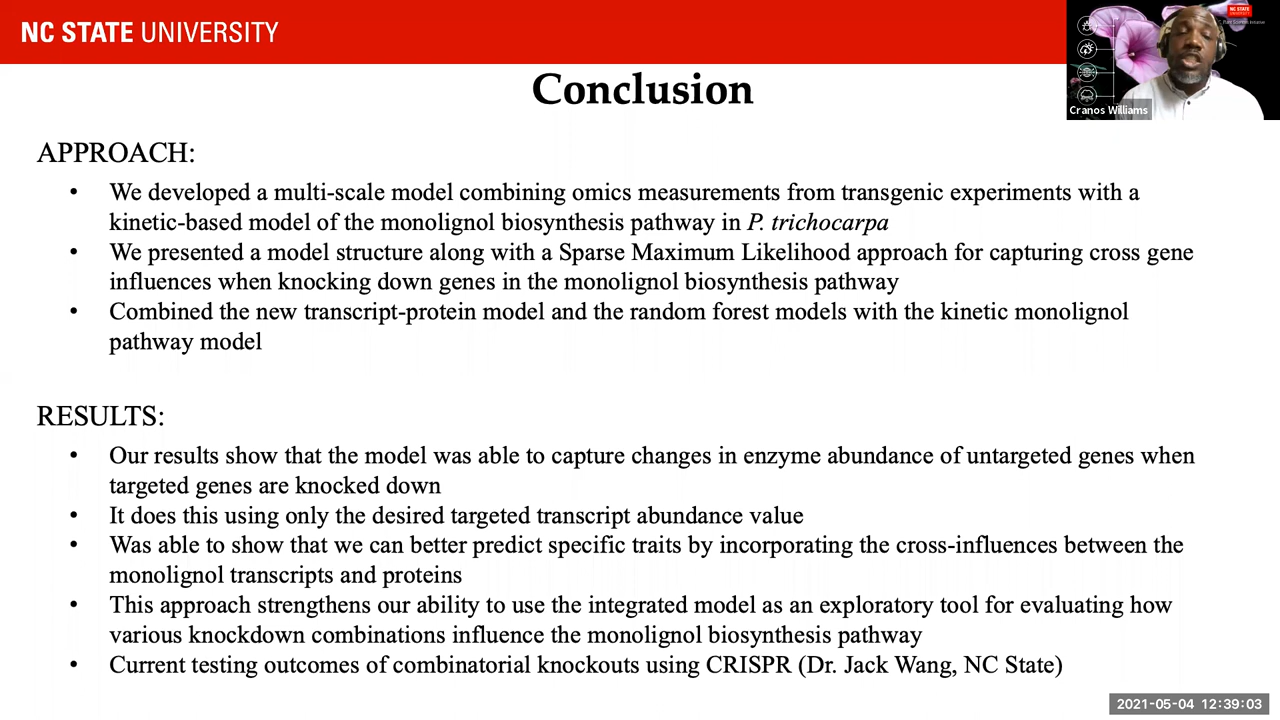 NC STATE UNIVERSITY
NC STATE
Cranos Williams
Conclusion
APPROACH:
• We developed a multi-scale model combining omics measurements from transgenic experiments with a
kinetic-based model of the monolignol biosynthesis pathway in P. trichocarpa
• We presented a model structure along with a Sparse Maximum Likelihood approach for capturing cross gene
influences when knocking down genes in the monolignol biosynthesis pathway
• Combined the new transcript-protein model and the random forest models with the kinetic monolignol
pathway model
RESULTS:
• Our results show that the model was able to capture changes in enzyme abundance of untargeted genes when
targeted genes are knocked down
• It does this using only the desired targeted transcript abundance value
• Was able to show that we can better predict specific traits by incorporating the cross-influences between the
monolignol transcripts and proteins
• This approach strengthens our ability to use the integrated model as an exploratory tool for evaluating how
various knockdown combinations influence the monolignol biosynthesis pathway
• Current testing outcomes of combinatorial knockouts using CRISPR (Dr. Jack Wang, NC State)
2021-05-04 12:39:03